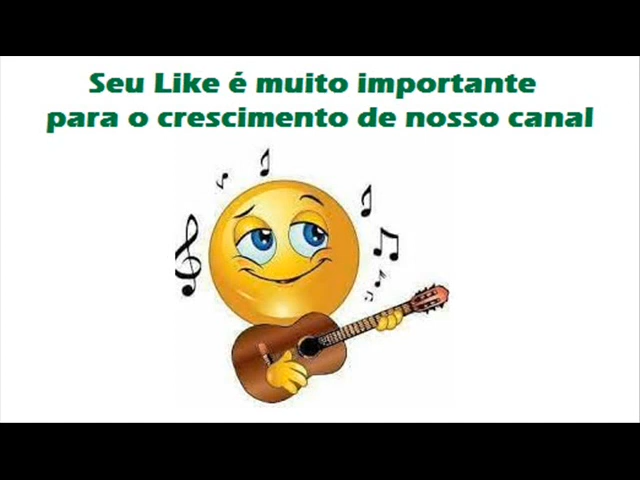 Seu Like é muito importante
para o crescimento de nosso canal